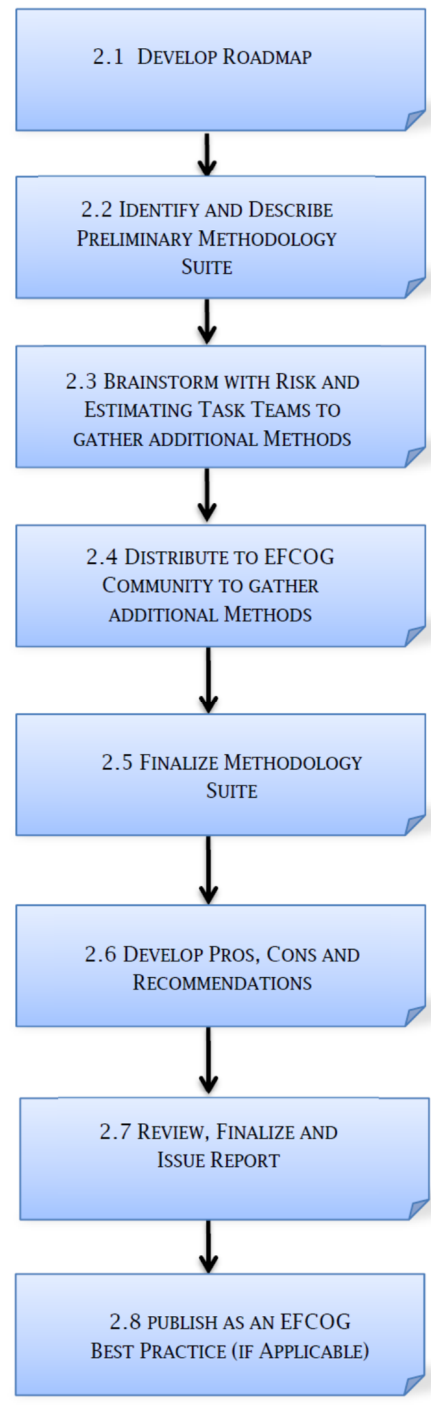 2.1 Develop Roadmap
2.2 Identify and Describe
Preliminary Methodology
Suite
2.3 Brainstorm with Risk and
Estimating Task Teams to
gather additional Methods
2.4 Distribute to EFCOG
Community to gather
additional Methods
2.5 Finalize Methodology
Suite
2.6 Develop Pros, Cons and
Recommendations
2.7 Review, Finalize and
Issue Report
2.8 publish as an EFCOG
Best Practice (if Applicable)